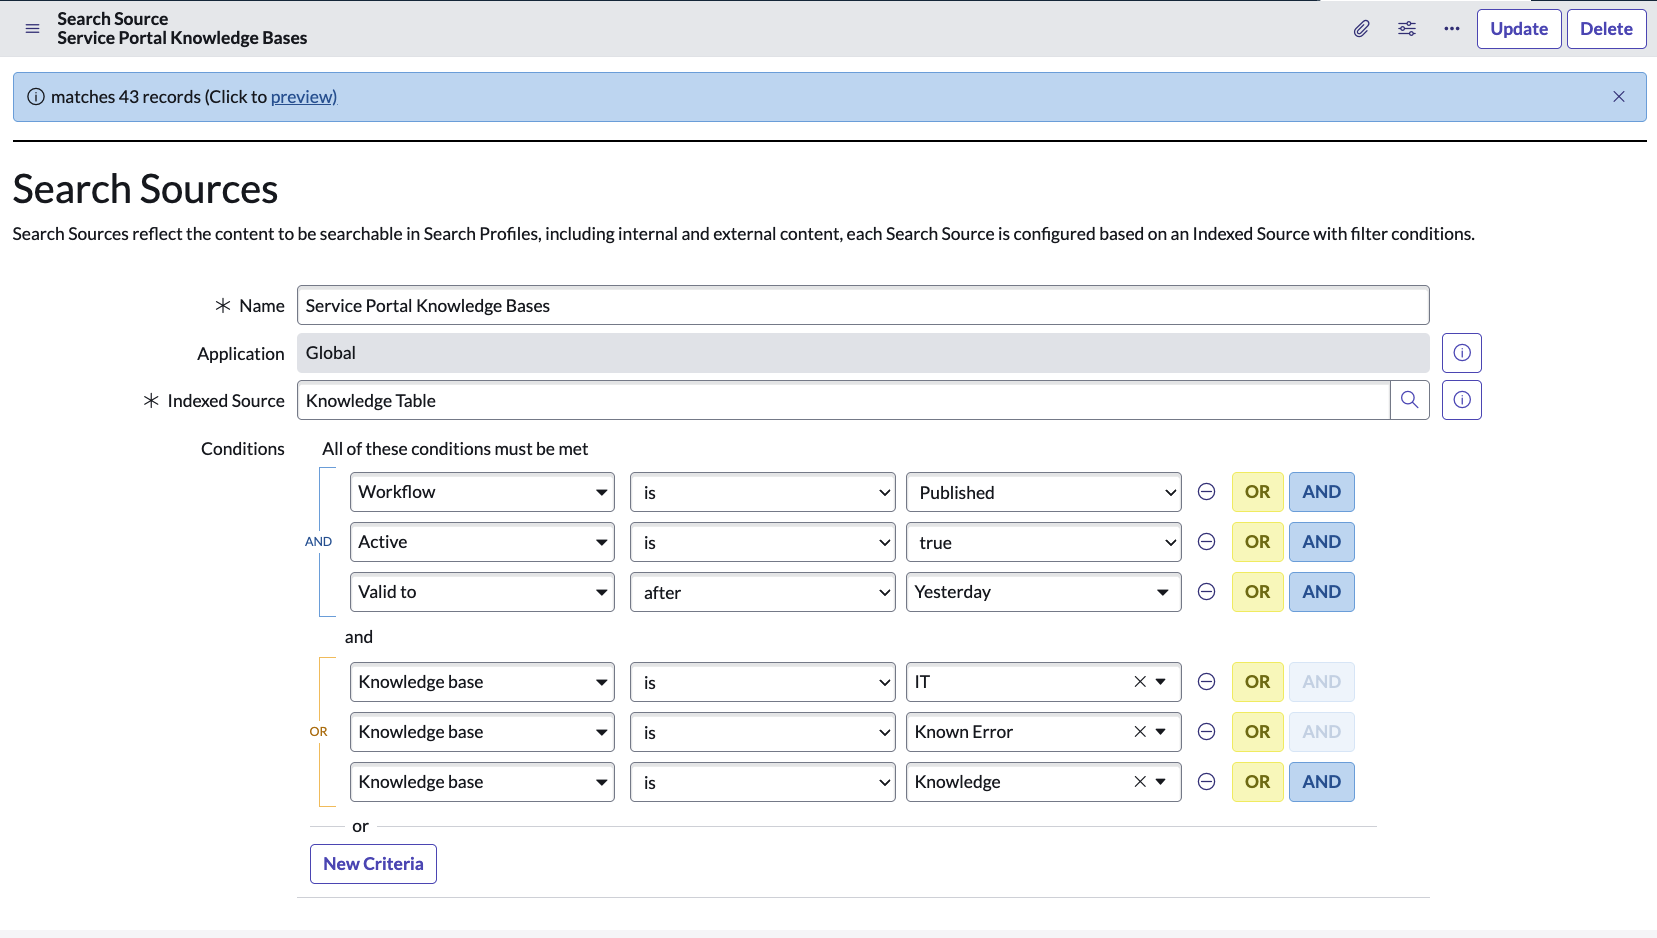 Search Source
Service Portal Knowledge Bases
Update
Delete
matches 43 records (Click to preview)
Search Sources
Search Sources reflect the content to be searchable in Search Profiles, including internal and external content, each Search Source is configured based on an Indexed Source with filter conditions.
Name Service Portal Knowledge Bases
Application Global
Indexed Source Knowledge Table
Conditions All of these conditions must be met
Workflow is Published OR AND
AND Active is true OR AND
Valid to after Yesterday OR AND
and
Knowledge base is IT OR AND
OR Knowledge base is Known Error OR AND
Knowledge base is Knowledge OR AND
or
New Criteria